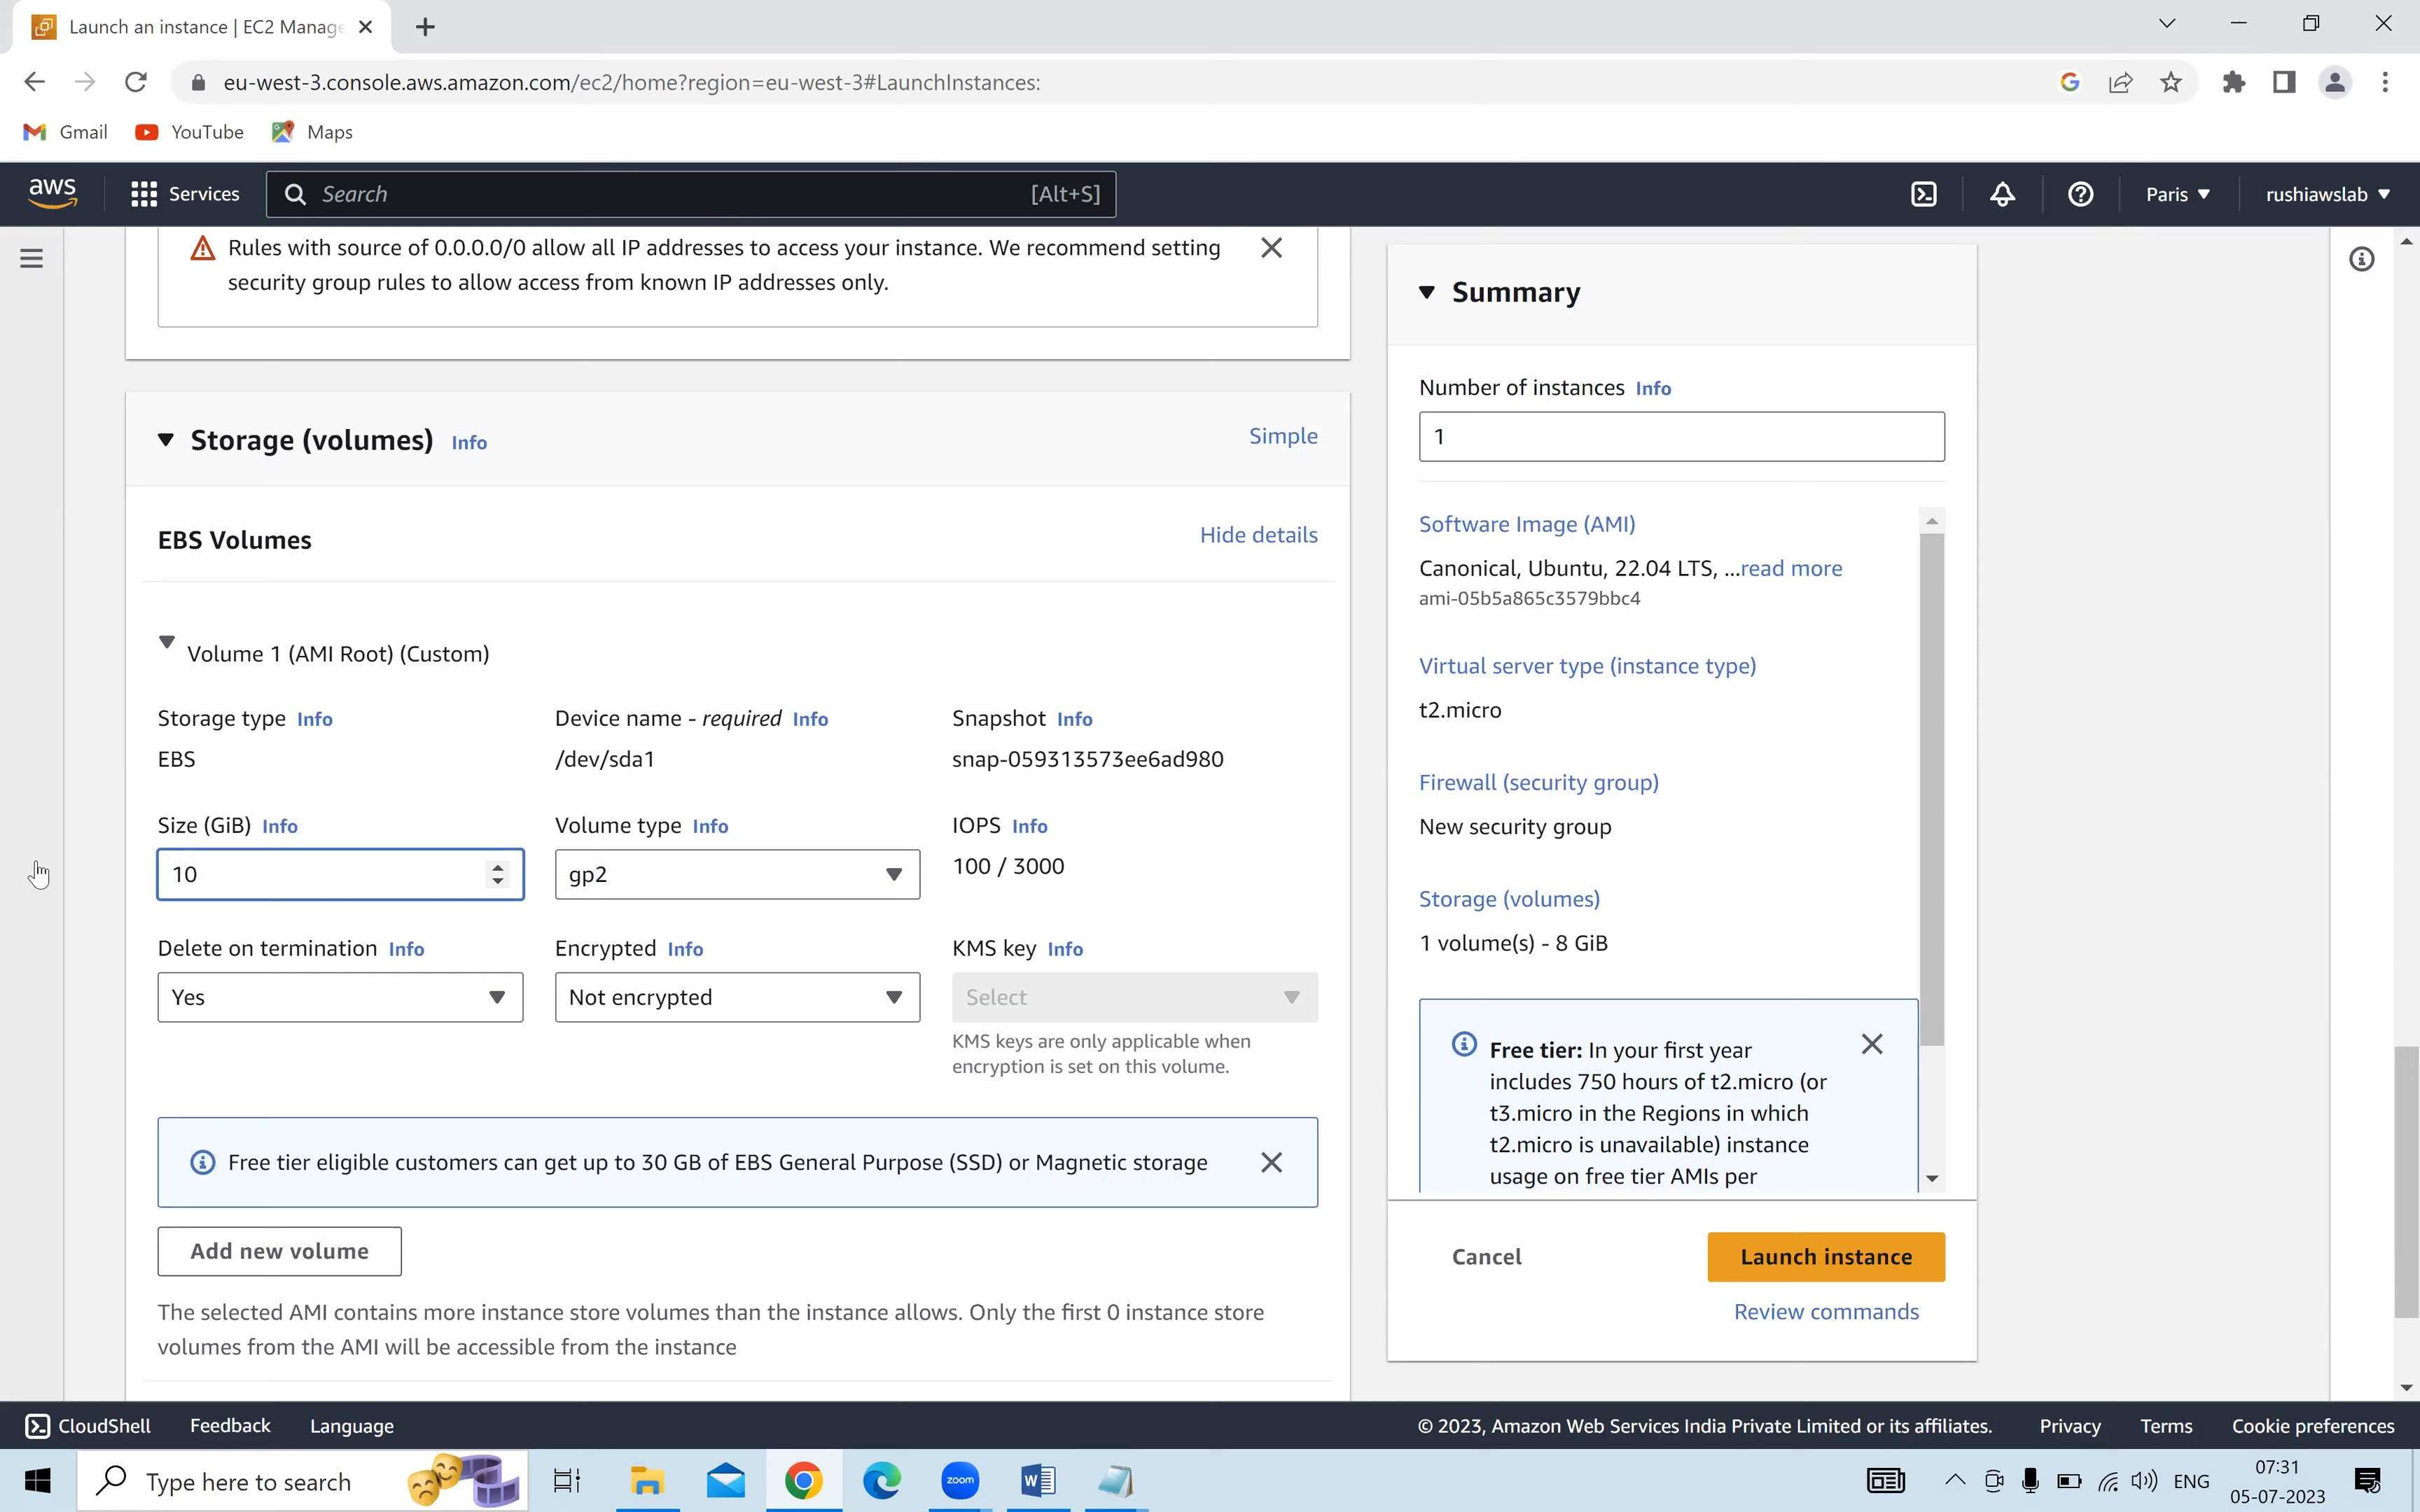 Launch an instance | EC2 Manage
eu-west-3.console.aws.amazon.com/ec2/home?region=eu-west-3#LaunchInstances:
Gmail
YouTube
Maps
aws
Services
Search
[Alt+S]
Paris
rushiawslab
Rules with source of 0.0.0.0/0 allow all IP addresses to access your instance. We recommend setting
security group rules to allow access from known IP addresses only.
Storage (volumes) Info
Simple
EBS Volumes
Hide details
Volume 1 (AMI Root) (Custom)
Storage type Info
Device name - required Info
Snapshot Info
EBS
/dev/sda1
snap-059313573ee6ad980
Size (GiB) Info
Volume type Info
IOPS Info
10
gp2
100 / 3000
Delete on termination Info
Encrypted Info
KMS key Info
Yes
Not encrypted
Select
KMS keys are only applicable when
encryption is set on this volume.
Free tier eligible customers can get up to 30 GB of EBS General Purpose (SSD) or Magnetic storage
Add new volume
The selected AMI contains more instance store volumes than the instance allows. Only the first 0 instance store
volumes from the AMI will be accessible from the instance
Summary
Number of instances Info
1
Software Image (AMI)
Canonical, Ubuntu, 22.04 LTS, ...read more
ami-05b5a865c3579bbc4
Virtual server type (instance type)
t2.micro
Firewall (security group)
New security group
Storage (volumes)
1 volume(s) - 8 GiB
Free tier: In your first year
includes 750 hours of t2.micro (or
t3.micro in the Regions in which
t2.micro is unavailable) instance
usage on free tier AMIs per
Cancel
Launch instance
Review commands
CloudShell
Feedback
Language
© 2023, Amazon Web Services India Private Limited or its affiliates.
Privacy
Terms
Cookie preferences
Type here to search
zoom
W
ENG
07:31
05-07-2023